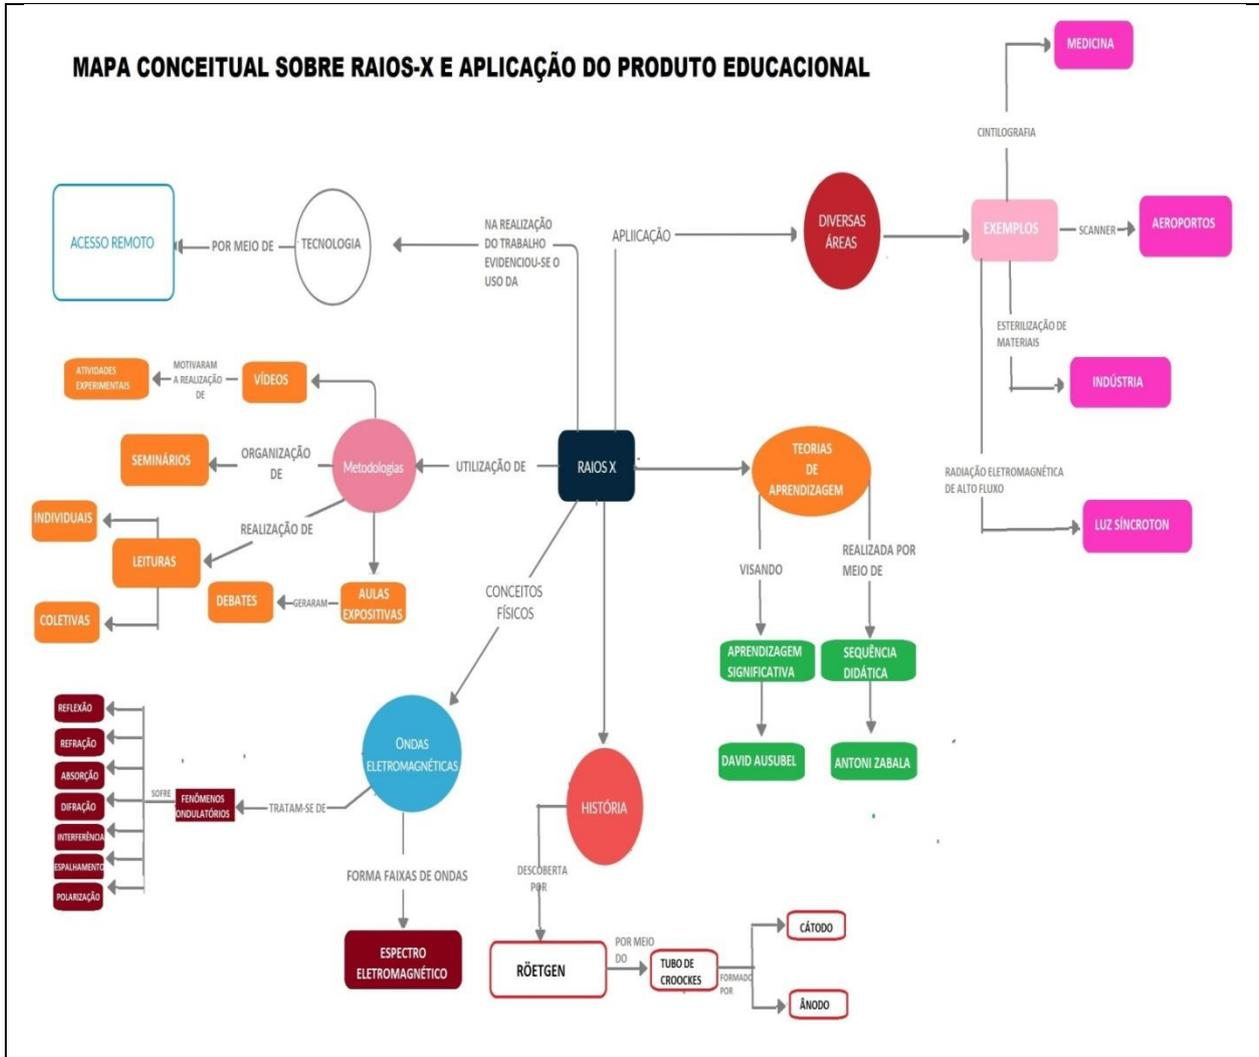 MAPA CONCEITUAL SOBRE RAIOS-X E APLICAÇÃO DO PRODUTO EDUCACIONAL
MEDICINA
CINTILOGRAFIA
ACESSO REMOTO
POR MEIO DE
TECNOLOGIA
NA REALIZAÇÃO
DO TRABALHO
EVIDENCIOU-SE O
USO DA
APLIICAÇÃO
DIVERSAS
ÁREAS
EXEMPLOS
SCANNER
AEROPORTOS
ESTERILIZAÇÃO DE
MATERIAIS
INDÚSTRIA
RADIAÇÃO ELETROMAGNÉTICA
DE ALTO FLUXO
LUZ SÍNCROTON
ATIVIDADES
EXPERIMENTAIS
MOTIVARAM
A REALIZAÇÃO
DE
VÍDEOS
SEMINÁRIOS
ORGANIZAÇÃO
DE
Metodologias
UTILIZAÇÃO DE
RAIOS X
TEORIAS
DE
APRENDIZAGEM
INDIVIDUAIS
LEITURAS
REALIZAÇÃO DE
COLETIVAS
DEBATES
GERARAM
AULAS
EXPOSITIVAS
CONCEITOS
FÍSICOS
VISANDO
REALIZADA POR
MEIO DE
APRENDIZAGEM
SIGNIFICATIVA
SEQUÊNCIA
DIDÁTICA
DAVID AUSUBEL
ANTONI ZABALA
REFLEXÃO
REFRAÇÃO
ABSORÇÃO
DIFRAÇÃO
INTERFERÊNCIA
ESPALHAMENTO
POLARIZAÇÃO
SOFRE
FENÔMENOS
ONDULATÓRIOS
TRATAM-SE DE
ONDAS
ELETROMAGNÉTICAS
FORMA FAIXAS DE ONDAS
ESPECTRO
ELETROMAGNÉTICO
HISTÓRIA
DESCOBERTA
POR
RÖETGEN
POR MEIO
DO
TUBO DE
CROOCKES
FORMADO
POR
CÁTODO
ÂNODO